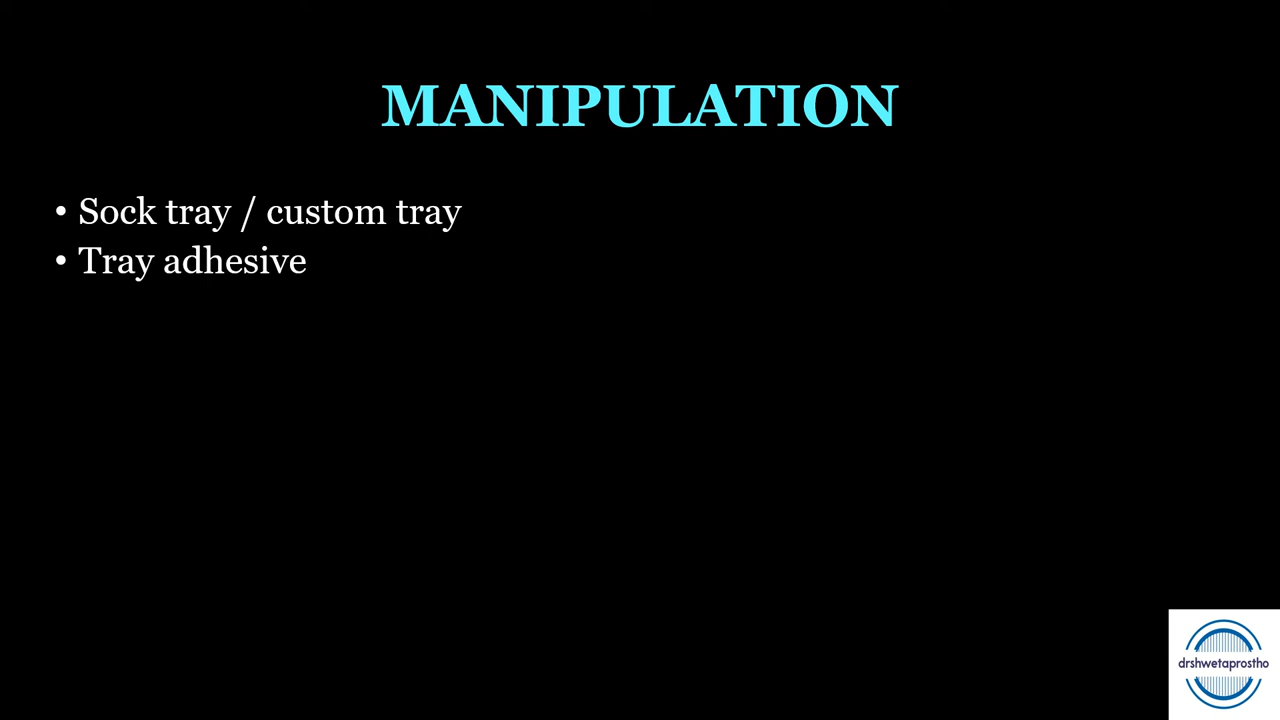 MANIPULATION
• Sock tray / custom tray
• Tray adhesive
drshwetaprostho